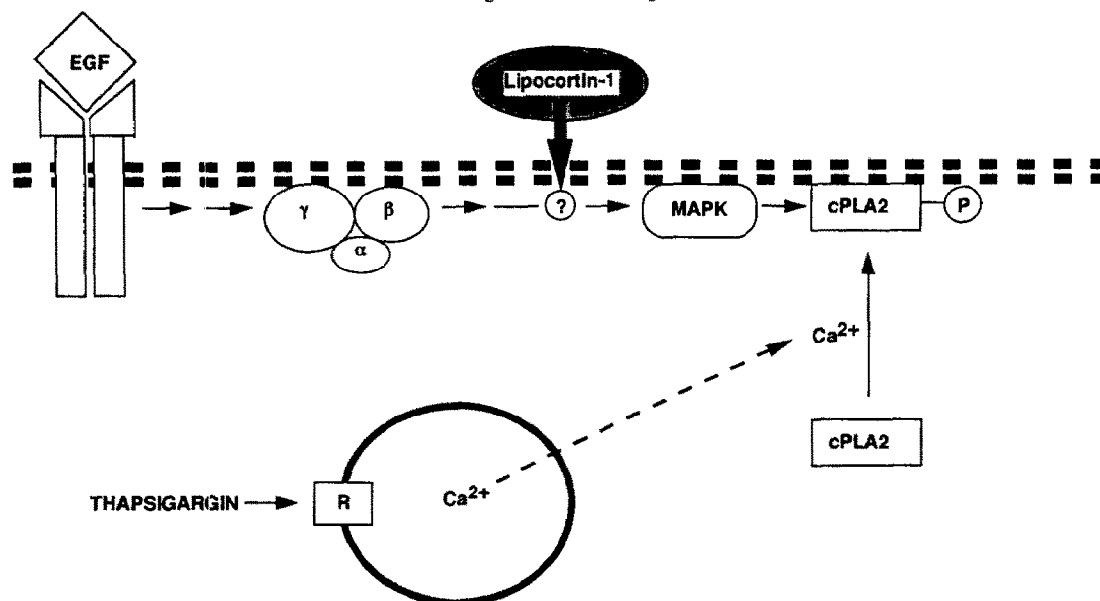 EGF
Lipocortin-1
γ
β
α
?
MAPK
cPLA2
P
Ca2+
cPLA2
THAPSIGARGIN
R
Ca2+